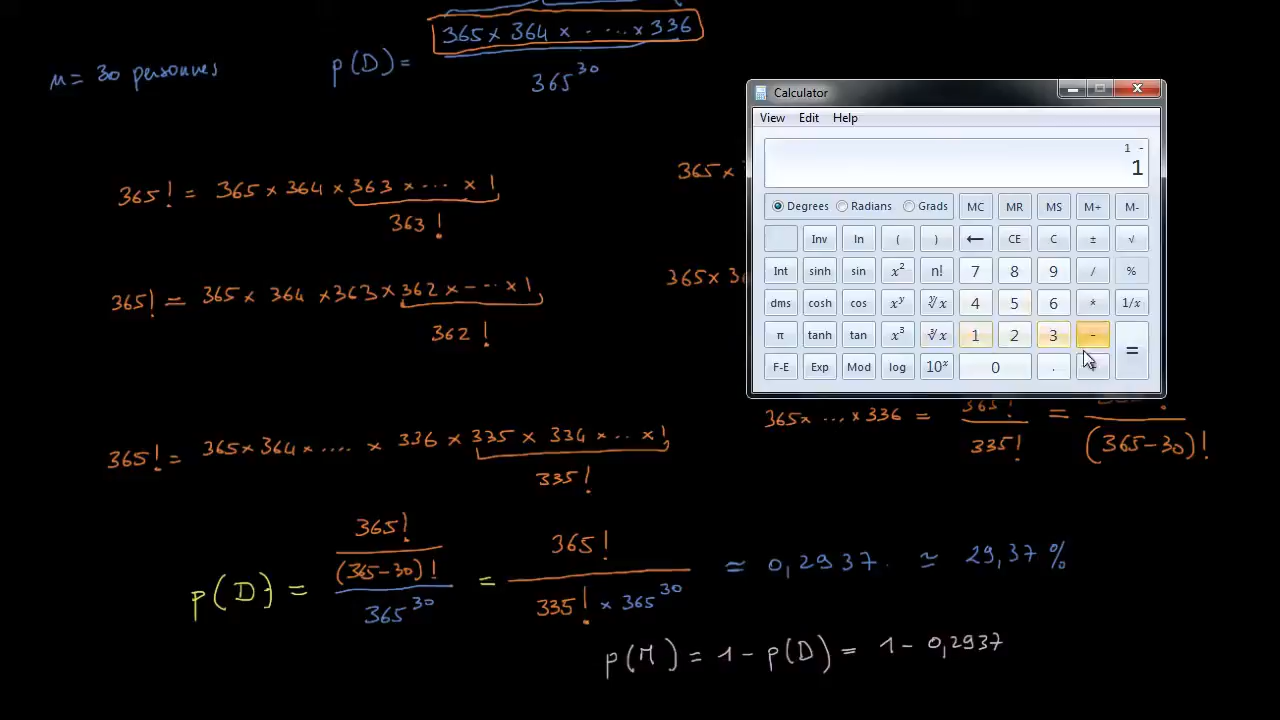 365 × 364 × ..... × 336
n = 30 personnes
p(D) =
365^30
Calculator
View Edit Help
1 -
1
Degrees Radians Grads MC MR MS M+ M-
Inv ln ( ) ← CE C ± √
Int sinh sin x² n! 7 8 9 / %
dms cosh cos x^y ʸ√x 4 5 6 * 1/x
π tanh tan x³ ³√x 1 2 3 - =
F-E Exp Mod log 10^x 0 . +
365! = 365 × 364 × 363 × ... × 1
363!
365 ×
365! = 365 × 364 × 363 × 362 × ... × 1
362!
365 ×
365! = 365 × 364 × .... × 336 × 335 × 334 × ... × 1
335!
365 × ... × 336 = 365! / 335! =
(365-30)!
p(D) = (365! / (365-30)!) / 365^30 = 365! / (335! × 365^30) ≃ 0,2937. ≃ 29,37 %
p(M) = 1 - p(D) = 1 - 0,2937